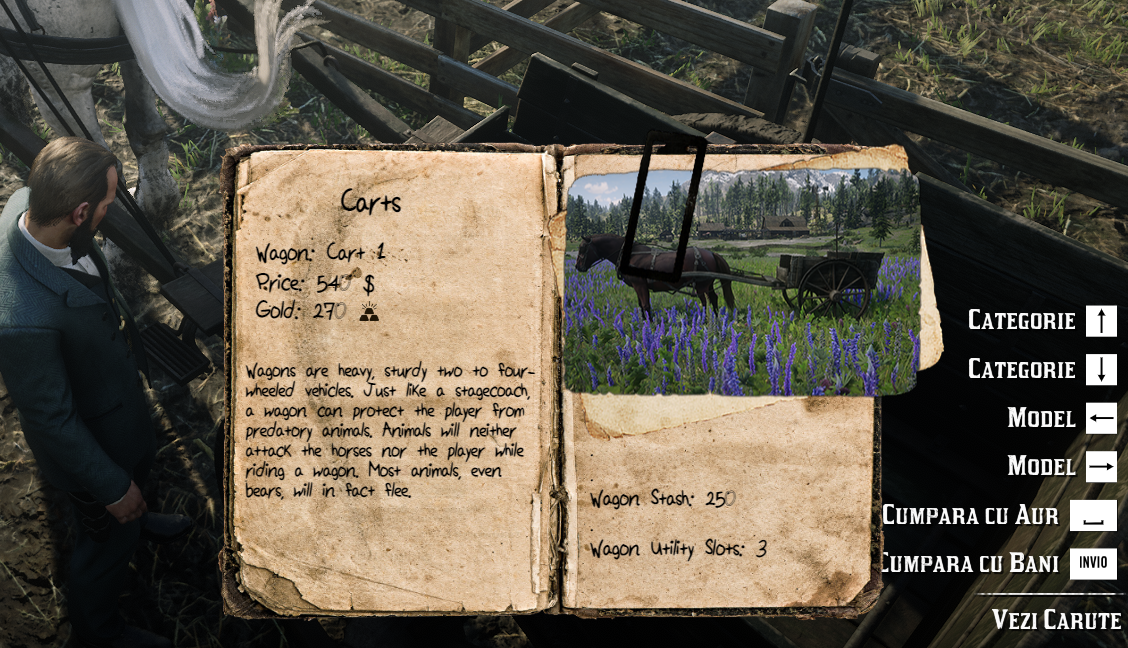 Carts
Wagon: Cart 1
Price: 540 $
Gold: 270
Wagons are heavy, sturdy two to four-
wheeled vehicles. Just like a stagecoach,
a wagon can protect the player from
predatory animals. Animals will neither
attack the horses nor the player while
riding a wagon. Most animals, even
bears, will in fact flee.
Wagon Stash: 250
Wagon Utility Slots: 3
CATEGORIE ↑
CATEGORIE ↓
MODEL ←
MODEL →
CUMPARA CU AUR
CUMPARA CU BANI INVIO
VEZI CARUTE